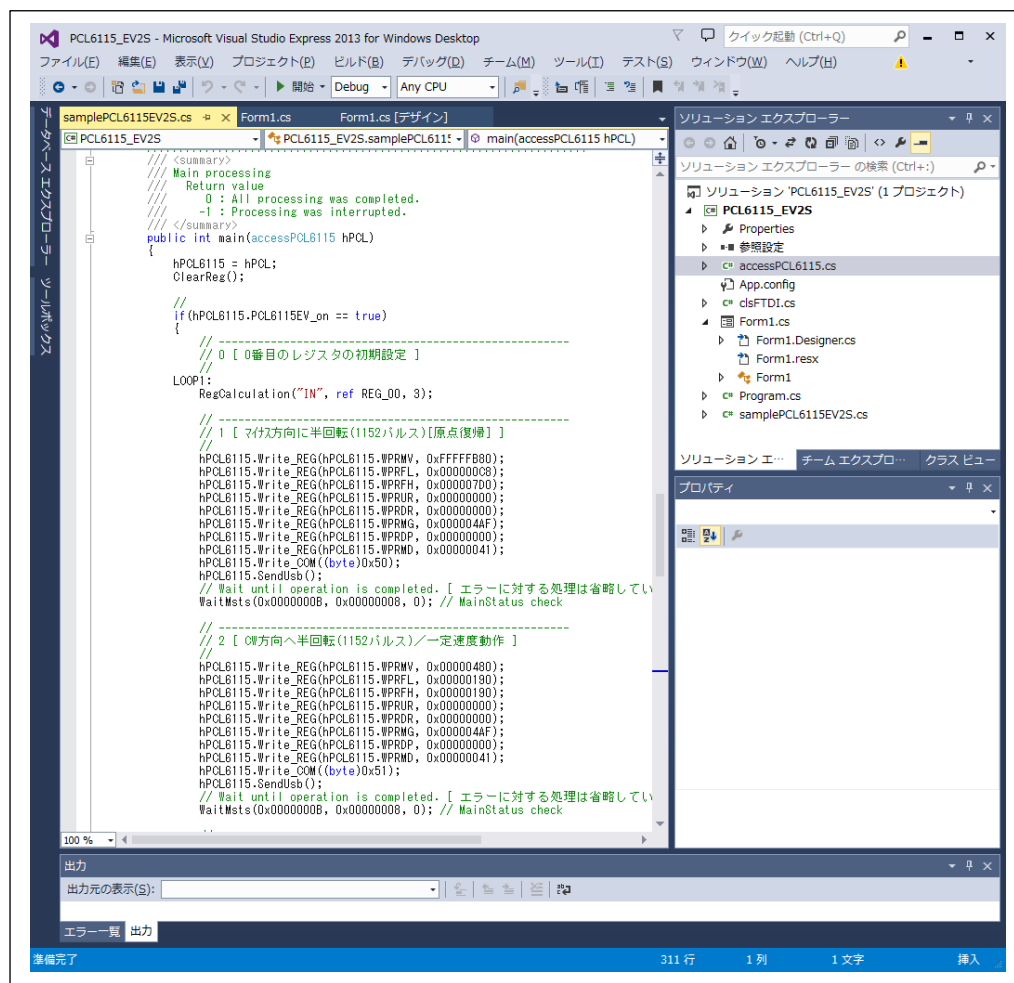 PCL6115_EV2S - Microsoft Visual Studio Express 2013 for Windows Desktop
クイック起動 (Ctrl+Q)
ファイル(F) 編集(E) 表示(V) プロジェクト(P) ビルド(B) デバッグ(D) チーム(M) ツール(T) テスト(S) ウィンドウ(W) ヘルプ(H)
開始 Debug Any CPU
データベース エクスプローラー
ツールボックス
samplePCL6115EV2S.cs Form1.cs Form1.cs [デザイン]
PCL6115_EV2S PCL6115_EV2S.samplePCL6115 main(accessPCL6115 hPCL)
/// <summary>
/// Main processing
/// Return value
/// 0 : All processing was completed.
/// -1 : Processing was interrupted.
/// </summary>
public int main(accessPCL6115 hPCL)
{
hPCL6115 = hPCL;
ClearReg();
//
if(hPCL6115.PCL6115EV_on == true)
{
// -----------------------------------------------------
// 0 [ 0番目のレジスタの初期設定 ]
//
LOOP1:
RegCalculation("IN", ref REG_00, 3);
// -----------------------------------------------------
// 1 [ マイナス方向に半回転(1152パルス)[原点復帰] ]
//
hPCL6115.Write_REG(hPCL6115.WPRMV, 0xFFFFFB80);
hPCL6115.Write_REG(hPCL6115.WPRFL, 0x000000C8);
hPCL6115.Write_REG(hPCL6115.WPRFH, 0x000007D0);
hPCL6115.Write_REG(hPCL6115.WPRUR, 0x00000000);
hPCL6115.Write_REG(hPCL6115.WPRDR, 0x00000000);
hPCL6115.Write_REG(hPCL6115.WPRMG, 0x000004AF);
hPCL6115.Write_REG(hPCL6115.WPRDP, 0x00000000);
hPCL6115.Write_REG(hPCL6115.WPRMD, 0x00000041);
hPCL6115.Write_COM((byte)0x50);
hPCL6115.SendUsb();
// Wait until operation is completed. [ エラーに対する処理は省略してい
WaitMsts(0x0000000B, 0x00000008, 0); // MainStatus check
// -----------------------------------------------------
// 2 [ CW方向へ半回転(1152パルス)／一定速度動作 ]
//
hPCL6115.Write_REG(hPCL6115.WPRMV, 0x00000480);
hPCL6115.Write_REG(hPCL6115.WPRFL, 0x00000190);
hPCL6115.Write_REG(hPCL6115.WPRFH, 0x00000190);
hPCL6115.Write_REG(hPCL6115.WPRUR, 0x00000000);
hPCL6115.Write_REG(hPCL6115.WPRDR, 0x00000000);
hPCL6115.Write_REG(hPCL6115.WPRMG, 0x000004AF);
hPCL6115.Write_REG(hPCL6115.WPRDP, 0x00000000);
hPCL6115.Write_REG(hPCL6115.WPRMD, 0x00000041);
hPCL6115.Write_COM((byte)0x51);
hPCL6115.SendUsb();
// Wait until operation is completed. [ エラーに対する処理は省略してい
WaitMsts(0x0000000B, 0x00000008, 0); // MainStatus check
100 %
ソリューション エクスプローラー
ソリューション エクスプローラー の検索 (Ctrl+:)
ソリューション 'PCL6115_EV2S' (1 プロジェクト)
PCL6115_EV2S
Properties
参照設定
accessPCL6115.cs
App.config
clsFTDI.cs
Form1.cs
Form1.Designer.cs
Form1.resx
Form1
Program.cs
samplePCL6115EV2S.cs
ソリューション エ… チーム エクスプロ… クラス ビュー
プロパティ
出力
出力元の表示(S):
エラー一覧 出力
準備完了 311 行 1 列 1 文字 挿入